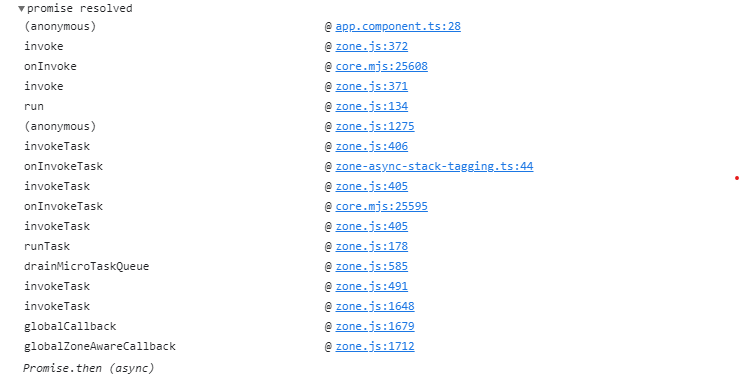 ▼promise resolved
(anonymous) @ app.component.ts:28
invoke @ zone.js:372
onInvoke @ core.mjs:25608
invoke @ zone.js:371
run @ zone.js:134
(anonymous) @ zone.js:1275
invokeTask @ zone.js:406
onInvokeTask @ zone-async-stack-tagging.ts:44
invokeTask @ zone.js:405
onInvokeTask @ core.mjs:25595
invokeTask @ zone.js:405
runTask @ zone.js:178
drainMicroTaskQueue @ zone.js:585
invokeTask @ zone.js:491
invokeTask @ zone.js:1648
globalCallback @ zone.js:1679
globalZoneAwareCallback @ zone.js:1712
Promise.then (async)